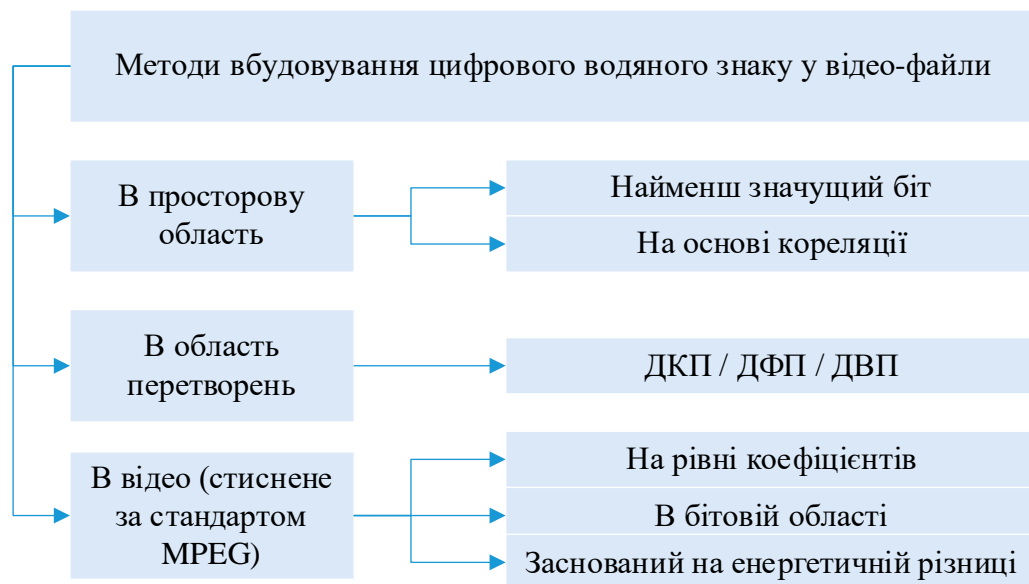 Методи вбудовування цифрового водяного знаку у відео-файли
В просторову
область
Найменш значущий біт
На основі кореляції
В область
перетворень
ДКП / ДФП / ДВП
В відео (стиснене
за стандартом
MPEG)
На рівні коефіцієнтів
В бітовій області
Заснований на енергетичній різниці